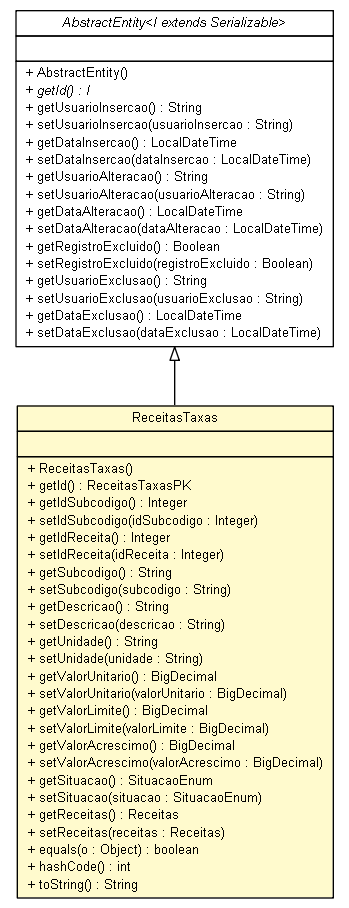 AbstractEntity<I extends Serializable>
+ AbstractEntity()
+ getId() : I
+ getUsuarioInsercao() : String
+ setUsuarioInsercao(usuarioInsercao : String)
+ getDataInsercao() : LocalDateTime
+ setDataInsercao(dataInsercao : LocalDateTime)
+ getUsuarioAlteracao() : String
+ setUsuarioAlteracao(usuarioAlteracao : String)
+ getDataAlteracao() : LocalDateTime
+ setDataAlteracao(dataAlteracao : LocalDateTime)
+ getRegistroExcluido() : Boolean
+ setRegistroExcluido(registroExcluido : Boolean)
+ getUsuarioExclusao() : String
+ setUsuarioExclusao(usuarioExclusao : String)
+ getDataExclusao() : LocalDateTime
+ setDataExclusao(dataExclusao : LocalDateTime)
ReceitasTaxas
+ ReceitasTaxas()
+ getId() : ReceitasTaxasPK
+ getIdSubcodigo() : Integer
+ setIdSubcodigo(idSubcodigo : Integer)
+ getIdReceita() : Integer
+ setIdReceita(idReceita : Integer)
+ getSubcodigo() : String
+ setSubcodigo(subcodigo : String)
+ getDescricao() : String
+ setDescricao(descricao : String)
+ getUnidade() : String
+ setUnidade(unidade : String)
+ getValorUnitario() : BigDecimal
+ setValorUnitario(valorUnitario : BigDecimal)
+ getValorLimite() : BigDecimal
+ setValorLimite(valorLimite : BigDecimal)
+ getValorAcrescimo() : BigDecimal
+ setValorAcrescimo(valorAcrescimo : BigDecimal)
+ getSituacao() : SituacaoEnum
+ setSituacao(situacao : SituacaoEnum)
+ getReceitas() : Receitas
+ setReceitas(receitas : Receitas)
+ equals(o : Object) : boolean
+ hashCode() : int
+ toString() : String